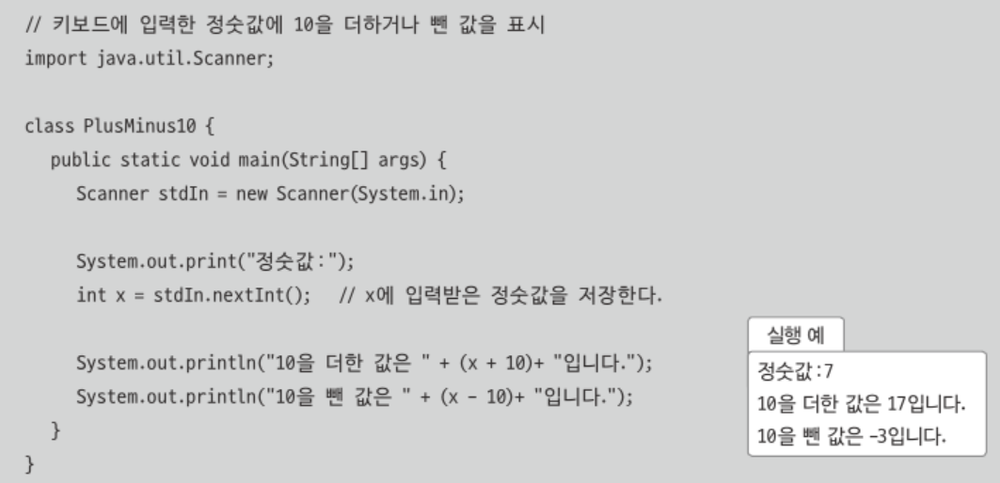 // 키보드에 입력한 정숫값에 10을 더하거나 뺀 값을 표시
import java.util.Scanner;
class PlusMinus10 {
public static void main(String[] args) {
Scanner stdIn = new Scanner(System.in);
System.out.print("정숫값:");
int x = stdIn.nextInt(); // x에 입력받은 정숫값을 저장한다.
System.out.println("10을 더한 값은 " + (x + 10)+ "입니다.");
System.out.println("10을 뺀 값은 " + (x - 10)+ "입니다.");
}
}
실행 예
정숫값:7
10을 더한 값은 17입니다.
10을 뺀 값은 -3입니다.